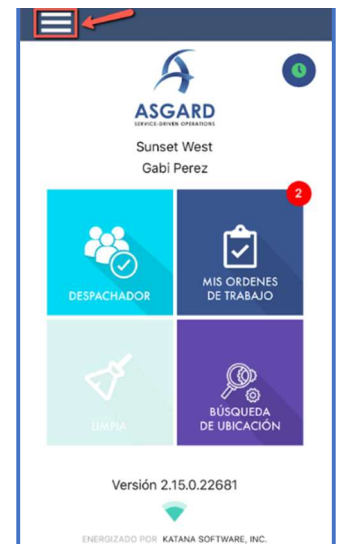 ASGARD
SERVICE-DRIVEN OPERATIONS
Sunset West
Gabi Perez
2
DESPACHADOR
MIS ORDENES
DE TRABAJO
LIMPIA
BÚSQUEDA
DE UBICACIÓN
Versión 2.15.0.22681
ENERGIZADO POR KATANA SOFTWARE, INC.